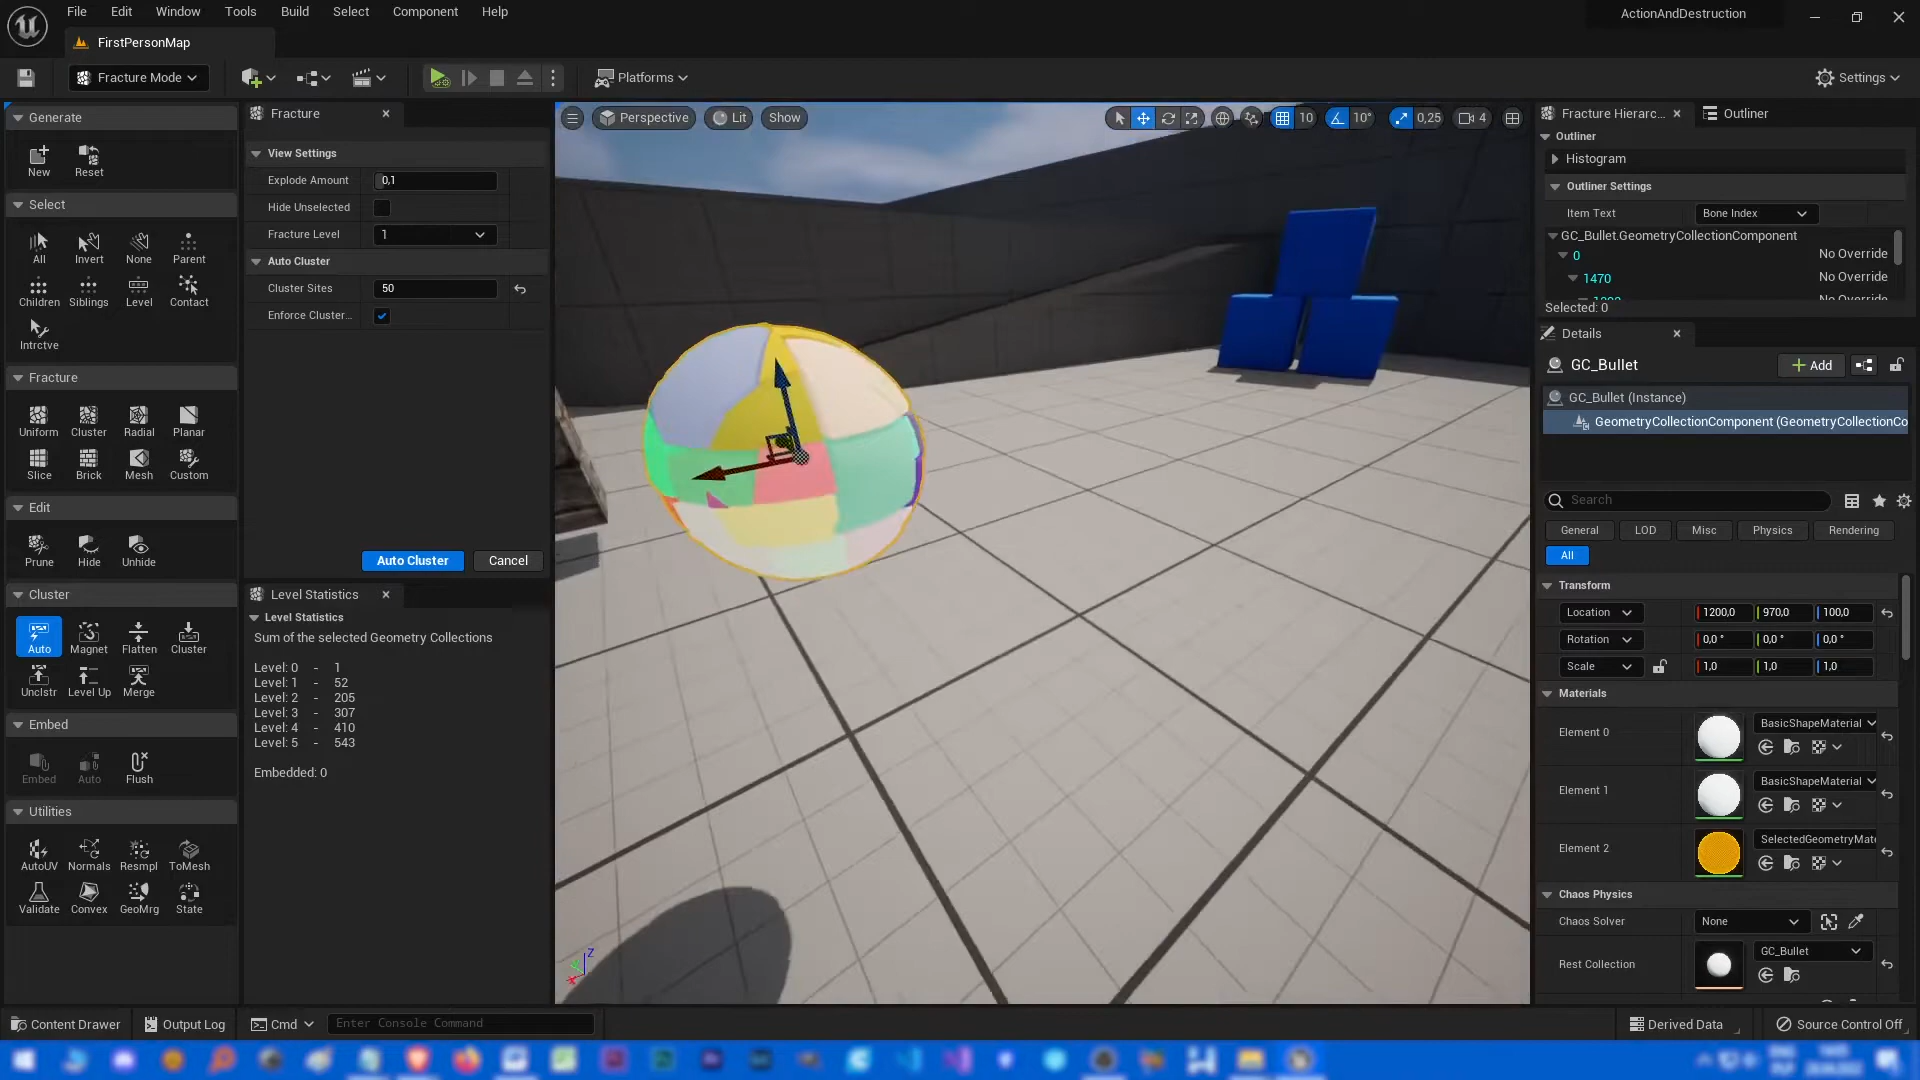 File Edit Window Tools Build Select Component Help
ActionAndDestruction
FirstPersonMap
Fracture Mode
Platforms
Settings
Generate
New Reset
Select
All Invert None Parent
Children Siblings Level Contact
Intrctve
Fracture
Uniform Cluster Radial Planar
Slice Brick Mesh Custom
Edit
Prune Hide Unhide
Cluster
Auto Magnet Flatten Cluster
Unclstr Level Up Merge
Embed
Embed Auto Flush
Utilities
AutoUV Normals Resmpl ToMesh
Validate Convex GeoMrg State
Fracture
View Settings
Explode Amount 0,1
Hide Unselected
Fracture Level 1
Auto Cluster
Cluster Sites 50
Enforce Cluster...
Auto Cluster Cancel
Level Statistics
Level Statistics
Sum of the selected Geometry Collections
Level: 0 - 1
Level: 1 - 52
Level: 2 - 205
Level: 3 - 307
Level: 4 - 410
Level: 5 - 543
Embedded: 0
Perspective Lit Show
10 10° 0,25 4
Z
X
Fracture Hierarc... Outliner
Outliner
Histogram
Outliner Settings
Item Text Bone Index
GC_Bullet.GeometryCollectionComponent
0 No Override
1470 No Override
Selected: 0
Details
GC_Bullet
Add
GC_Bullet (Instance)
GeometryCollectionComponent (GeometryCollectionCo
Search
General LOD Misc Physics Rendering
All
Transform
Location 1200,0 970,0 100,0
Rotation 0,0 ° 0,0 ° 0,0 °
Scale 1,0 1,0 1,0
Materials
Element 0 BasicShapeMaterial
Element 1 BasicShapeMaterial
Element 2 SelectedGeometryMate
Chaos Physics
Chaos Solver None
Rest Collection GC_Bullet
Content Drawer Output Log Cmd Enter Console Command
Derived Data Source Control Off